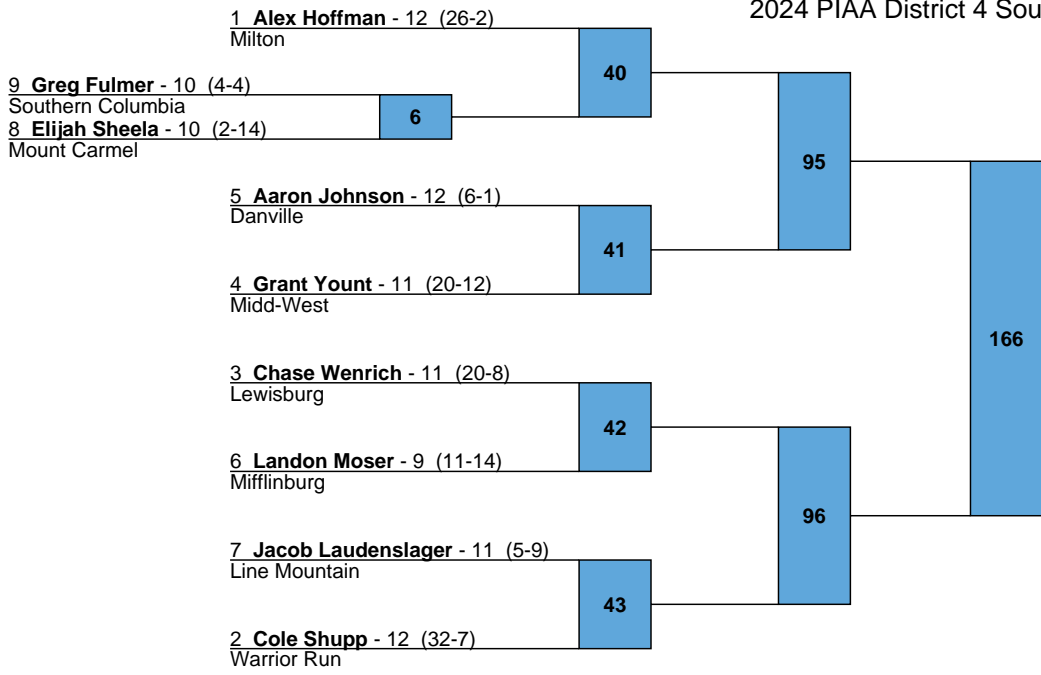 2024 PIAA District 4 Sou
1 Alex Hoffman - 12 (26-2)
Milton
40
9 Greg Fulmer - 10 (4-4)
Southern Columbia
6
8 Elijah Sheela - 10 (2-14)
Mount Carmel
95
5 Aaron Johnson - 12 (6-1)
Danville
41
4 Grant Yount - 11 (20-12)
Midd-West
166
3 Chase Wenrich - 11 (20-8)
Lewisburg
42
6 Landon Moser - 9 (11-14)
Mifflinburg
96
7 Jacob Laudenslager - 11 (5-9)
Line Mountain
43
2 Cole Shupp - 12 (32-7)
Warrior Run